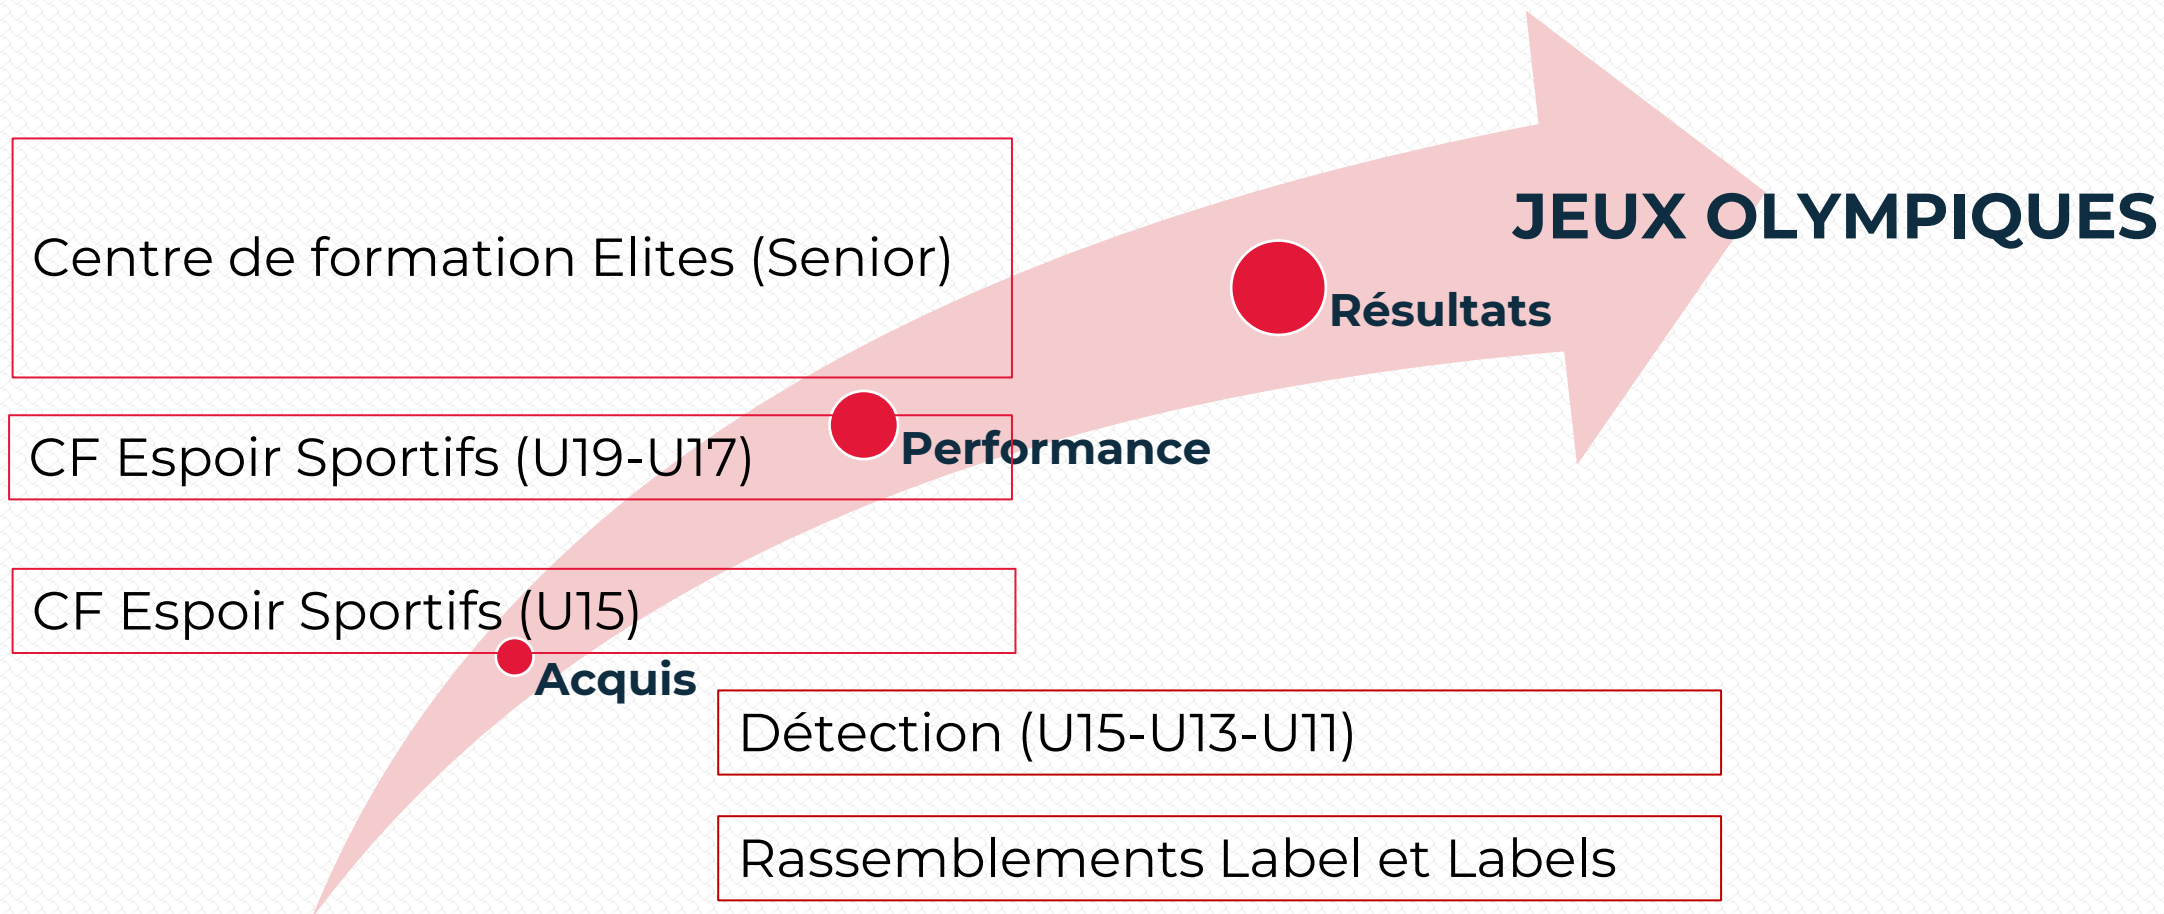 JEUX OLYMPIQUES
Centre de formation Elites (Senior)
Résultats
CF Espoir Sportifs (U19-U17)
Performance
CF Espoir Sportifs (U15)
Acquis
Détection (U15-U13-U11)
Rassemblements Label et Labels